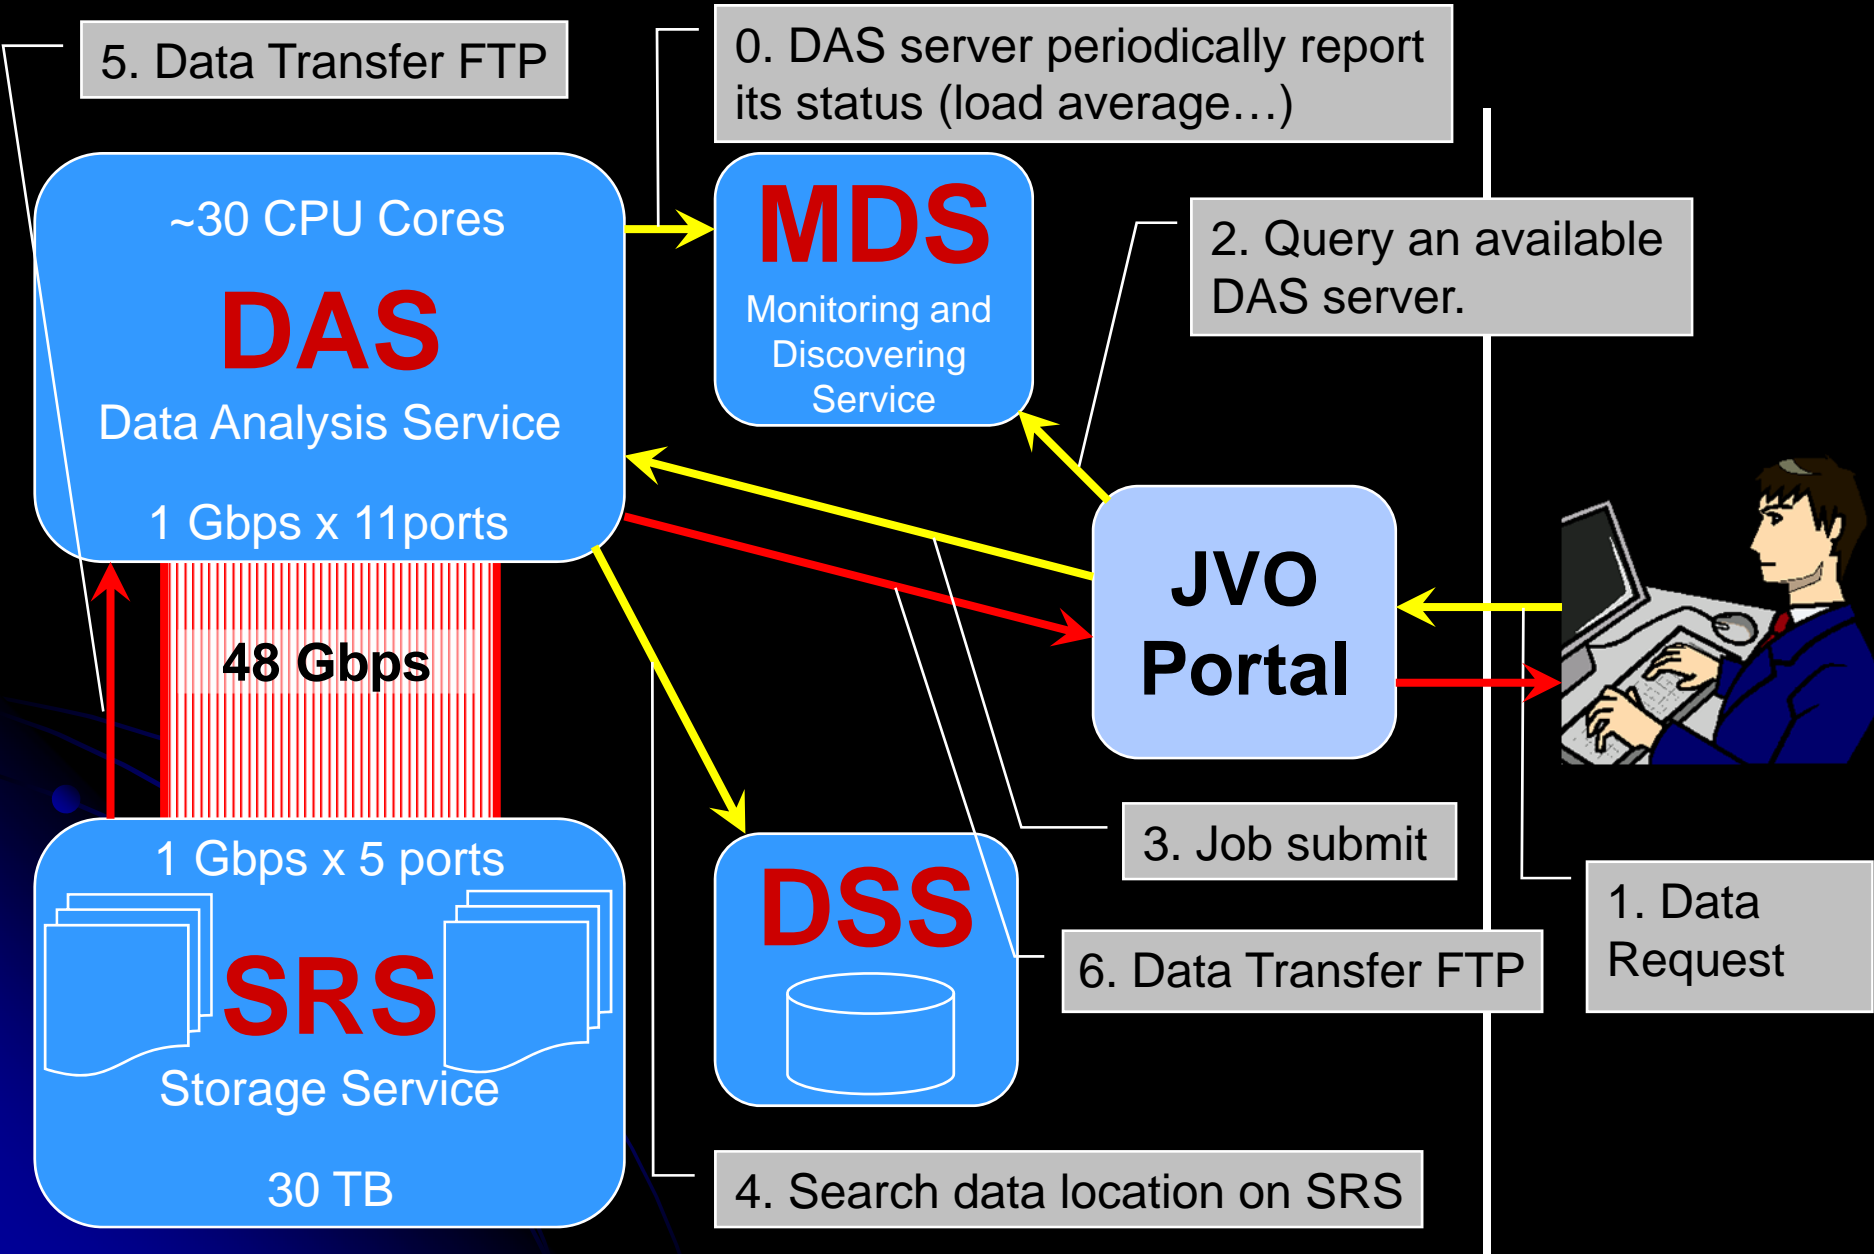 5. Data Transfer FTP
0. DAS server periodically report
its status (load average…)
~30 CPU Cores
DAS
Data Analysis Service
1 Gbps x 11ports
MDS
Monitoring and
Discovering
Service
2. Query an available
DAS server.
48 Gbps
JVO
Portal
1 Gbps x 5 ports
SRS
Storage Service
30 TB
DSS
3. Job submit
6. Data Transfer FTP
1. Data
Request
4. Search data location on SRS